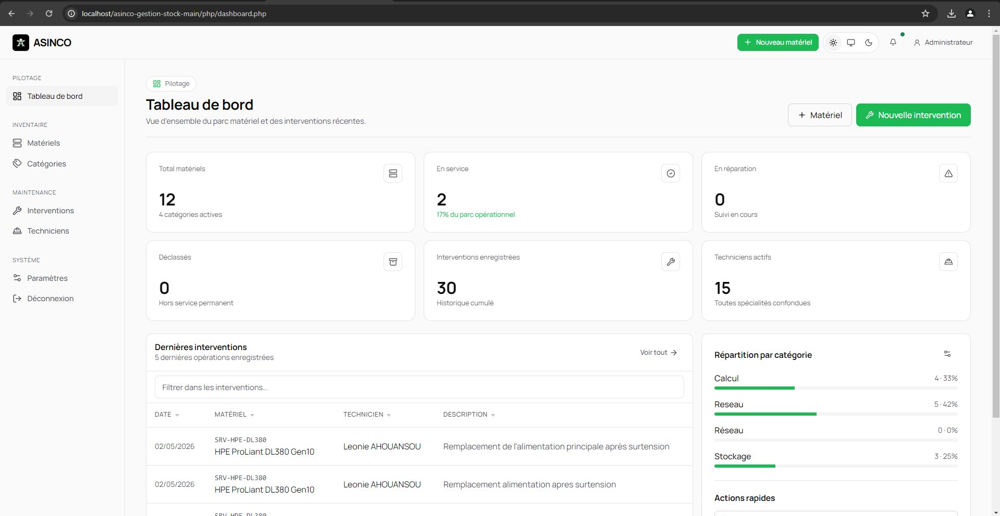 localhost/asinco-gestion-stock-main/php/dashboard.php
ASINCO
Nouveau matériel
Administrateur
PILOTAGE
Tableau de bord
INVENTAIRE
Matériels
Catégories
MAINTENANCE
Interventions
Techniciens
SYSTÈME
Paramètres
Déconnexion
Pilotage
Tableau de bord
Vue d'ensemble du parc matériel et des interventions récentes.
+ Matériel
Nouvelle intervention
Total matériels
12
4 catégories actives
En service
2
17% du parc opérationnel
En réparation
0
Suivi en cours
Déclassés
0
Hors service permanent
Interventions enregistrées
30
Historique cumulé
Techniciens actifs
15
Toutes spécialités confondues
Dernières interventions
5 dernières opérations enregistrées
Voir tout →
Filtrer dans les interventions...
DATE MATÉRIEL TECHNICIEN DESCRIPTION
02/05/2026 SRV-HPE-DL380
HPE ProLiant DL380 Gen10 Leonie AHOUANSOU Remplacement de l'alimentation principale après surtension
02/05/2026 SRV-HPE-DL380
HPE ProLiant DL380 Gen10 Leonie AHOUANSOU Remplacement alimentation apres surtension
SRV-HPE-DL380
Répartition par catégorie
Calcul 4 · 33%
Reseau 5 · 42%
Réseau 0 · 0%
Stockage 3 · 25%
Actions rapides